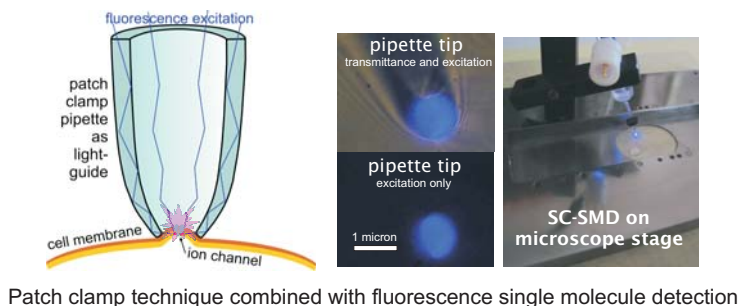 fluorescence excitation
patch
clamp
pipette
as
light-
guide
cell membrane
ion channel
pipette tip
transmittance and excitation
pipette tip
excitation only
1 micron
SC-SMD on
microscope stage
Patch clamp technique combined with fluorescence single molecule detection